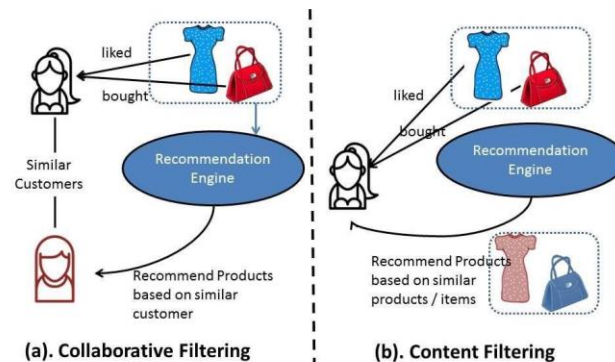 liked
bought
Similar
Customers
Recommendation
Engine
Recommend Products
based on similar
customer
(a). Collaborative Filtering
liked
bought
Recommendation
Engine
Recommend Products
based on similar
products / items
(b). Content Filtering